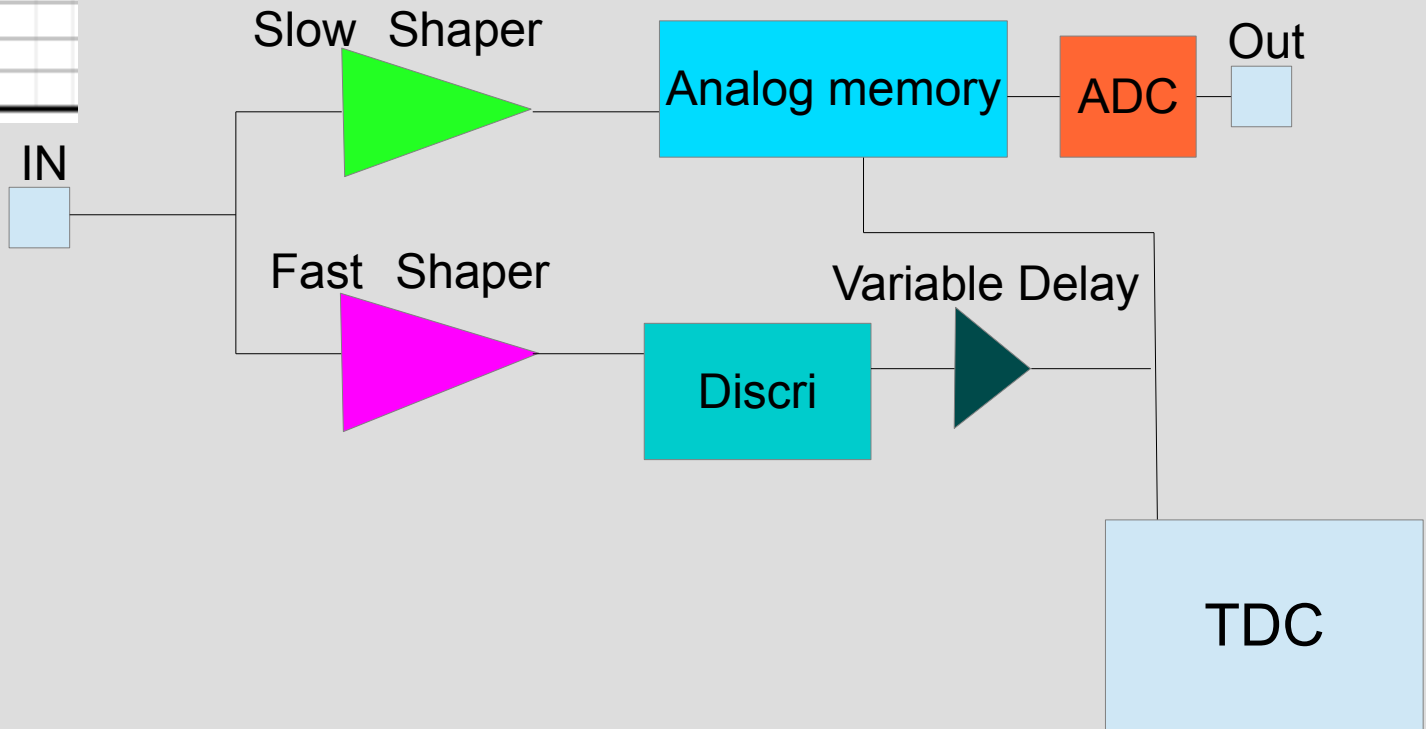 Slow Shaper
Analog memory
ADC
Out
IN
Fast Shaper
Variable Delay
Discri
TDC